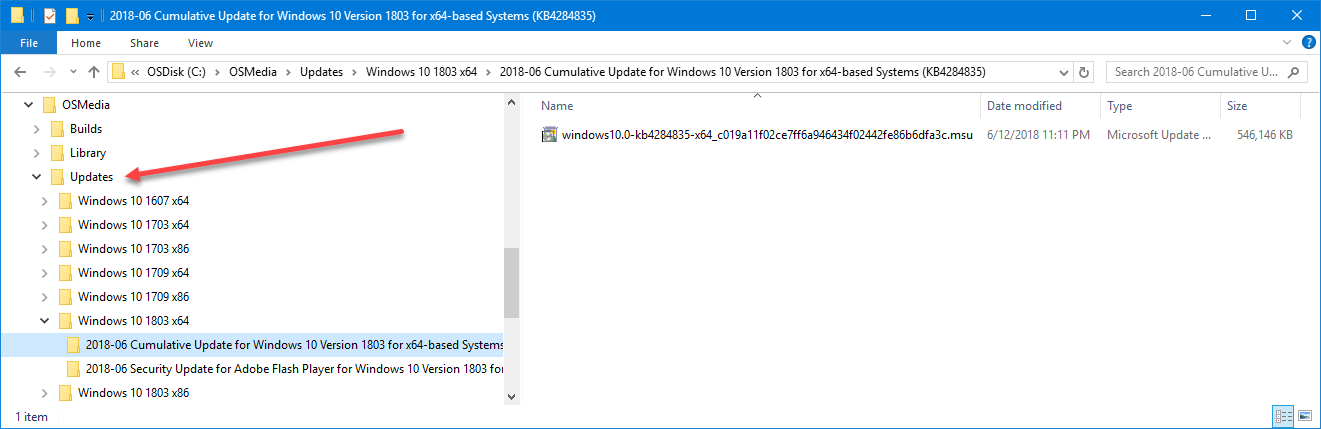 2018-06 Cumulative Update for Windows 10 Version 1803 for x64-based Systems (KB4284835)
File Home Share View
OSDisk (C:) OSMedia Updates Windows 10 1803 x64 2018-06 Cumulative Update for Windows 10 Version 1803 for x64-based Systems (KB4284835) Search 2018-06 Cumulative U...
OSMedia
Builds
Library
Updates
Windows 10 1607 x64
Windows 10 1703 x64
Windows 10 1703 x86
Windows 10 1709 x64
Windows 10 1709 x86
Windows 10 1803 x64
2018-06 Cumulative Update for Windows 10 Version 1803 for x64-based Systems
2018-06 Security Update for Adobe Flash Player for Windows 10 Version 1803 for
Windows 10 1803 x86
Name Date modified Type Size
windows10.0-kb4284835-x64_c019a11f02ce7ff6a946434f02442fe86b6dfa3c.msu 6/12/2018 11:11 PM Microsoft Update ... 546,146 KB
1 item